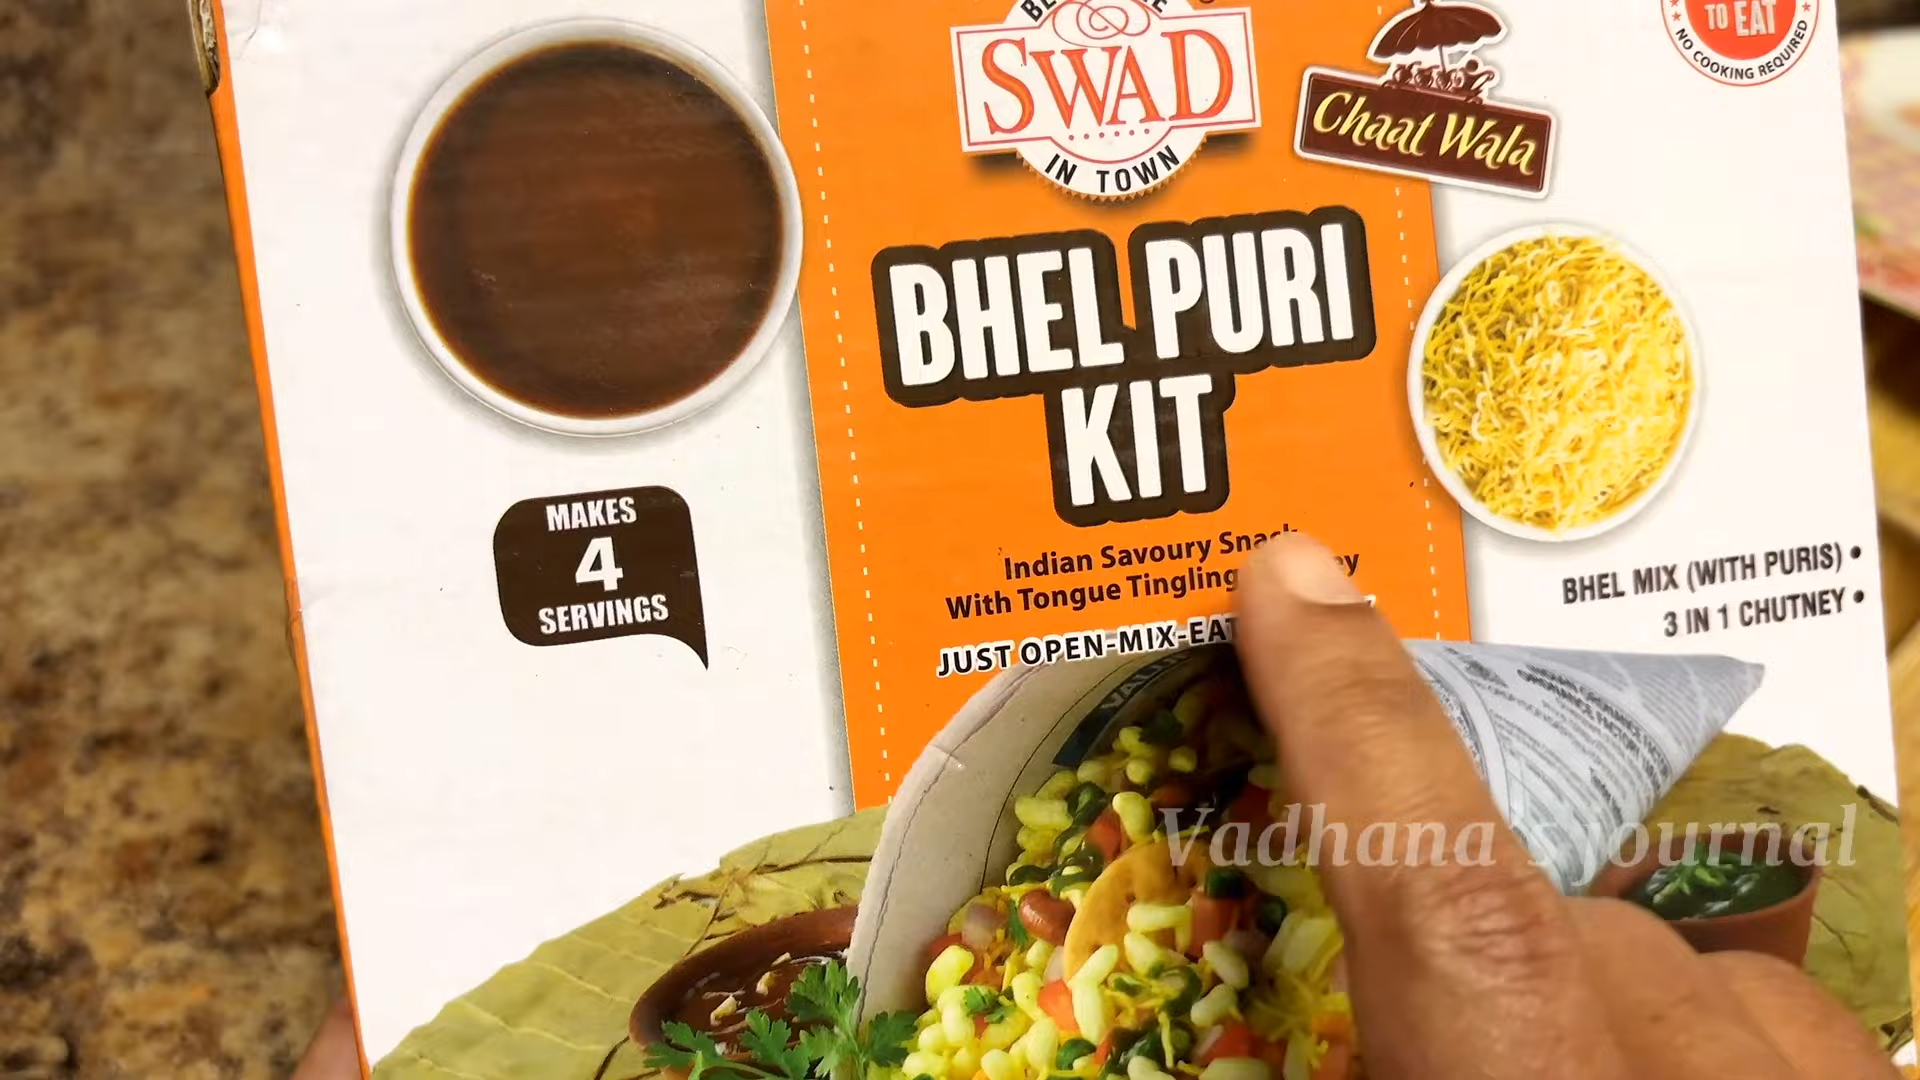 SWAD
IN TOWN
Chaat Wala
TO EAT
NO COOKING REQUIRED
BHEL PURI
KIT
MAKES
4
SERVINGS
Indian Savoury Snack
With Tongue Tingling
JUST OPEN-MIX-EAT
BHEL MIX (WITH PURIS) •
3 IN 1 CHUTNEY •
Vadhana's journal